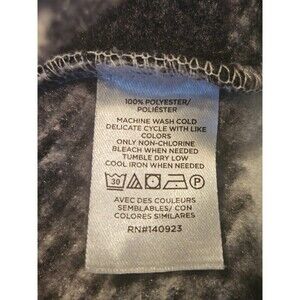 100% POLYESTER/
POLIÉSTER
MACHINE WASH COLD
DELICATE CYCLE WITH LIKE
COLORS
ONLY NON-CHLORINE
BLEACH WHEN NEEDED
TUMBLE DRY LOW
COOL IRON WHEN NEEDED
30 P
AVEC DES COULEURS
SEMBLABLES/ CON
COLORES SIMILARES
RN#140923